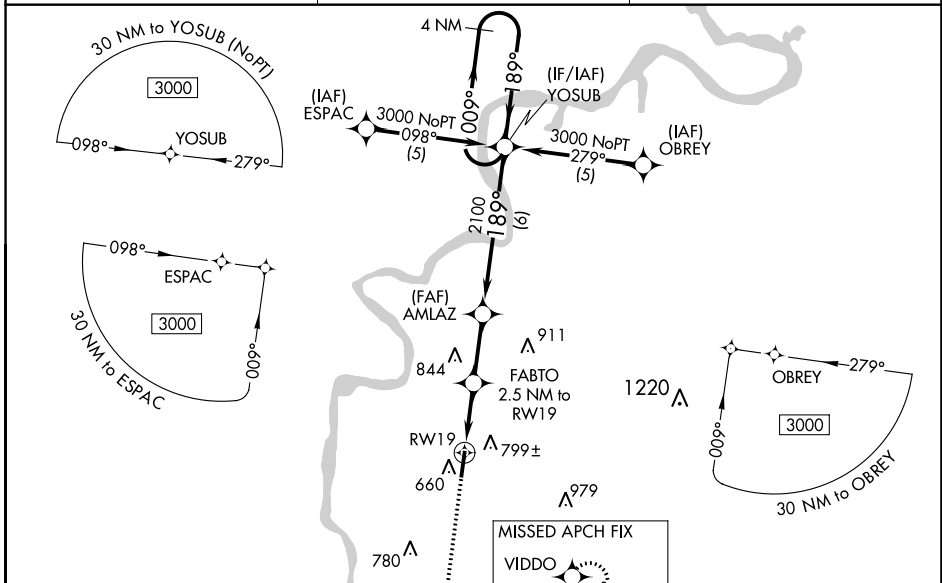 30 NM to YOSUB (NoPT)
3000
098°
YOSUB
279°
4 NM
009°
189°
(IF/IAF)
YOSUB
(IAF)
ESPAC
3000 NoPT
098°
(5)
3000 NoPT
279°
(5)
(IAF)
OBREY
2100
189°
(6)
098°
ESPAC
3000
009°
30 NM to ESPAC
(FAF)
AMLAZ
911
844
FABTO
2.5 NM to
RW19
RW19
799±
660
1220
979
780
OBREY
279°
3000
009°
30 NM to OBREY
MISSED APCH FIX
VIDDO